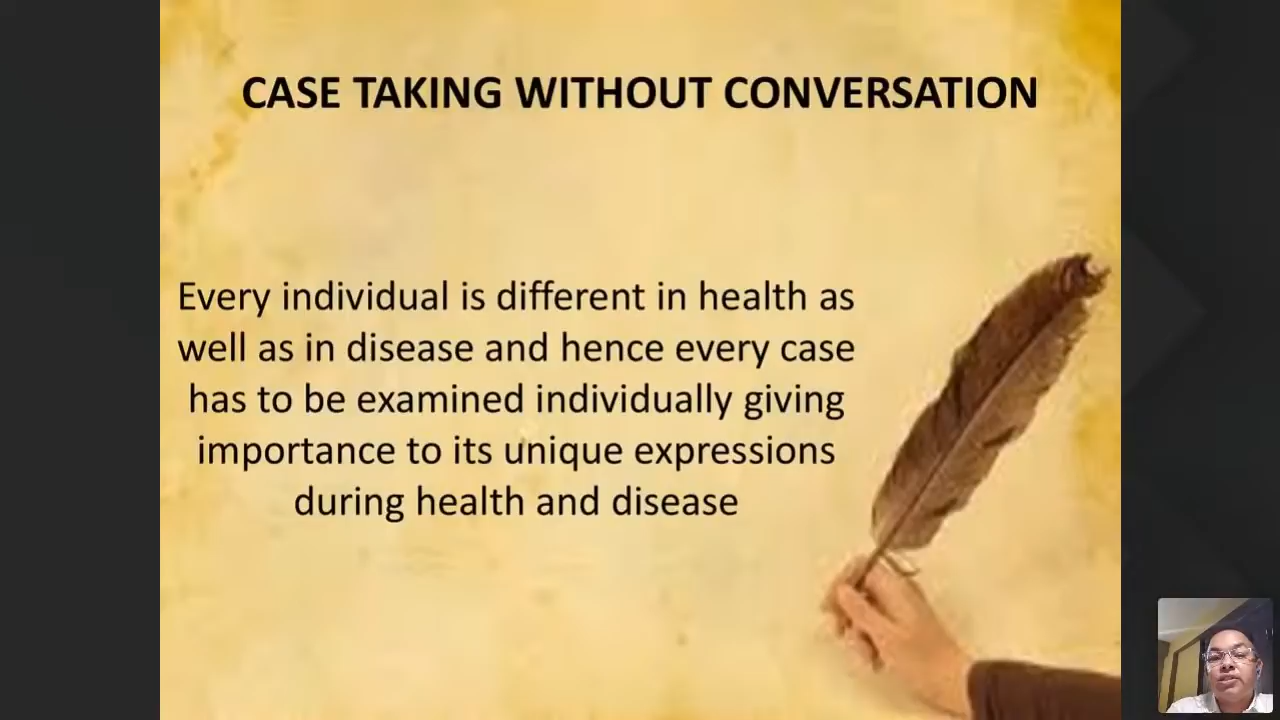 CASE TAKING WITHOUT CONVERSATION
Every individual is different in health as
well as in disease and hence every case
has to be examined individually giving
importance to its unique expressions
during health and disease